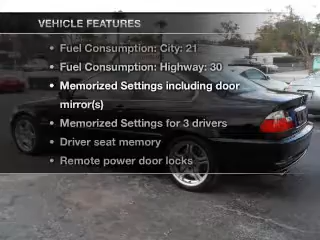 VEHICLE FEATURES
• Fuel Consumption: City: 21
• Fuel Consumption: Highway: 30
• Memorized Settings including door
mirror(s)
• Memorized Settings for 3 drivers
• Driver seat memory
• Remote power door locks